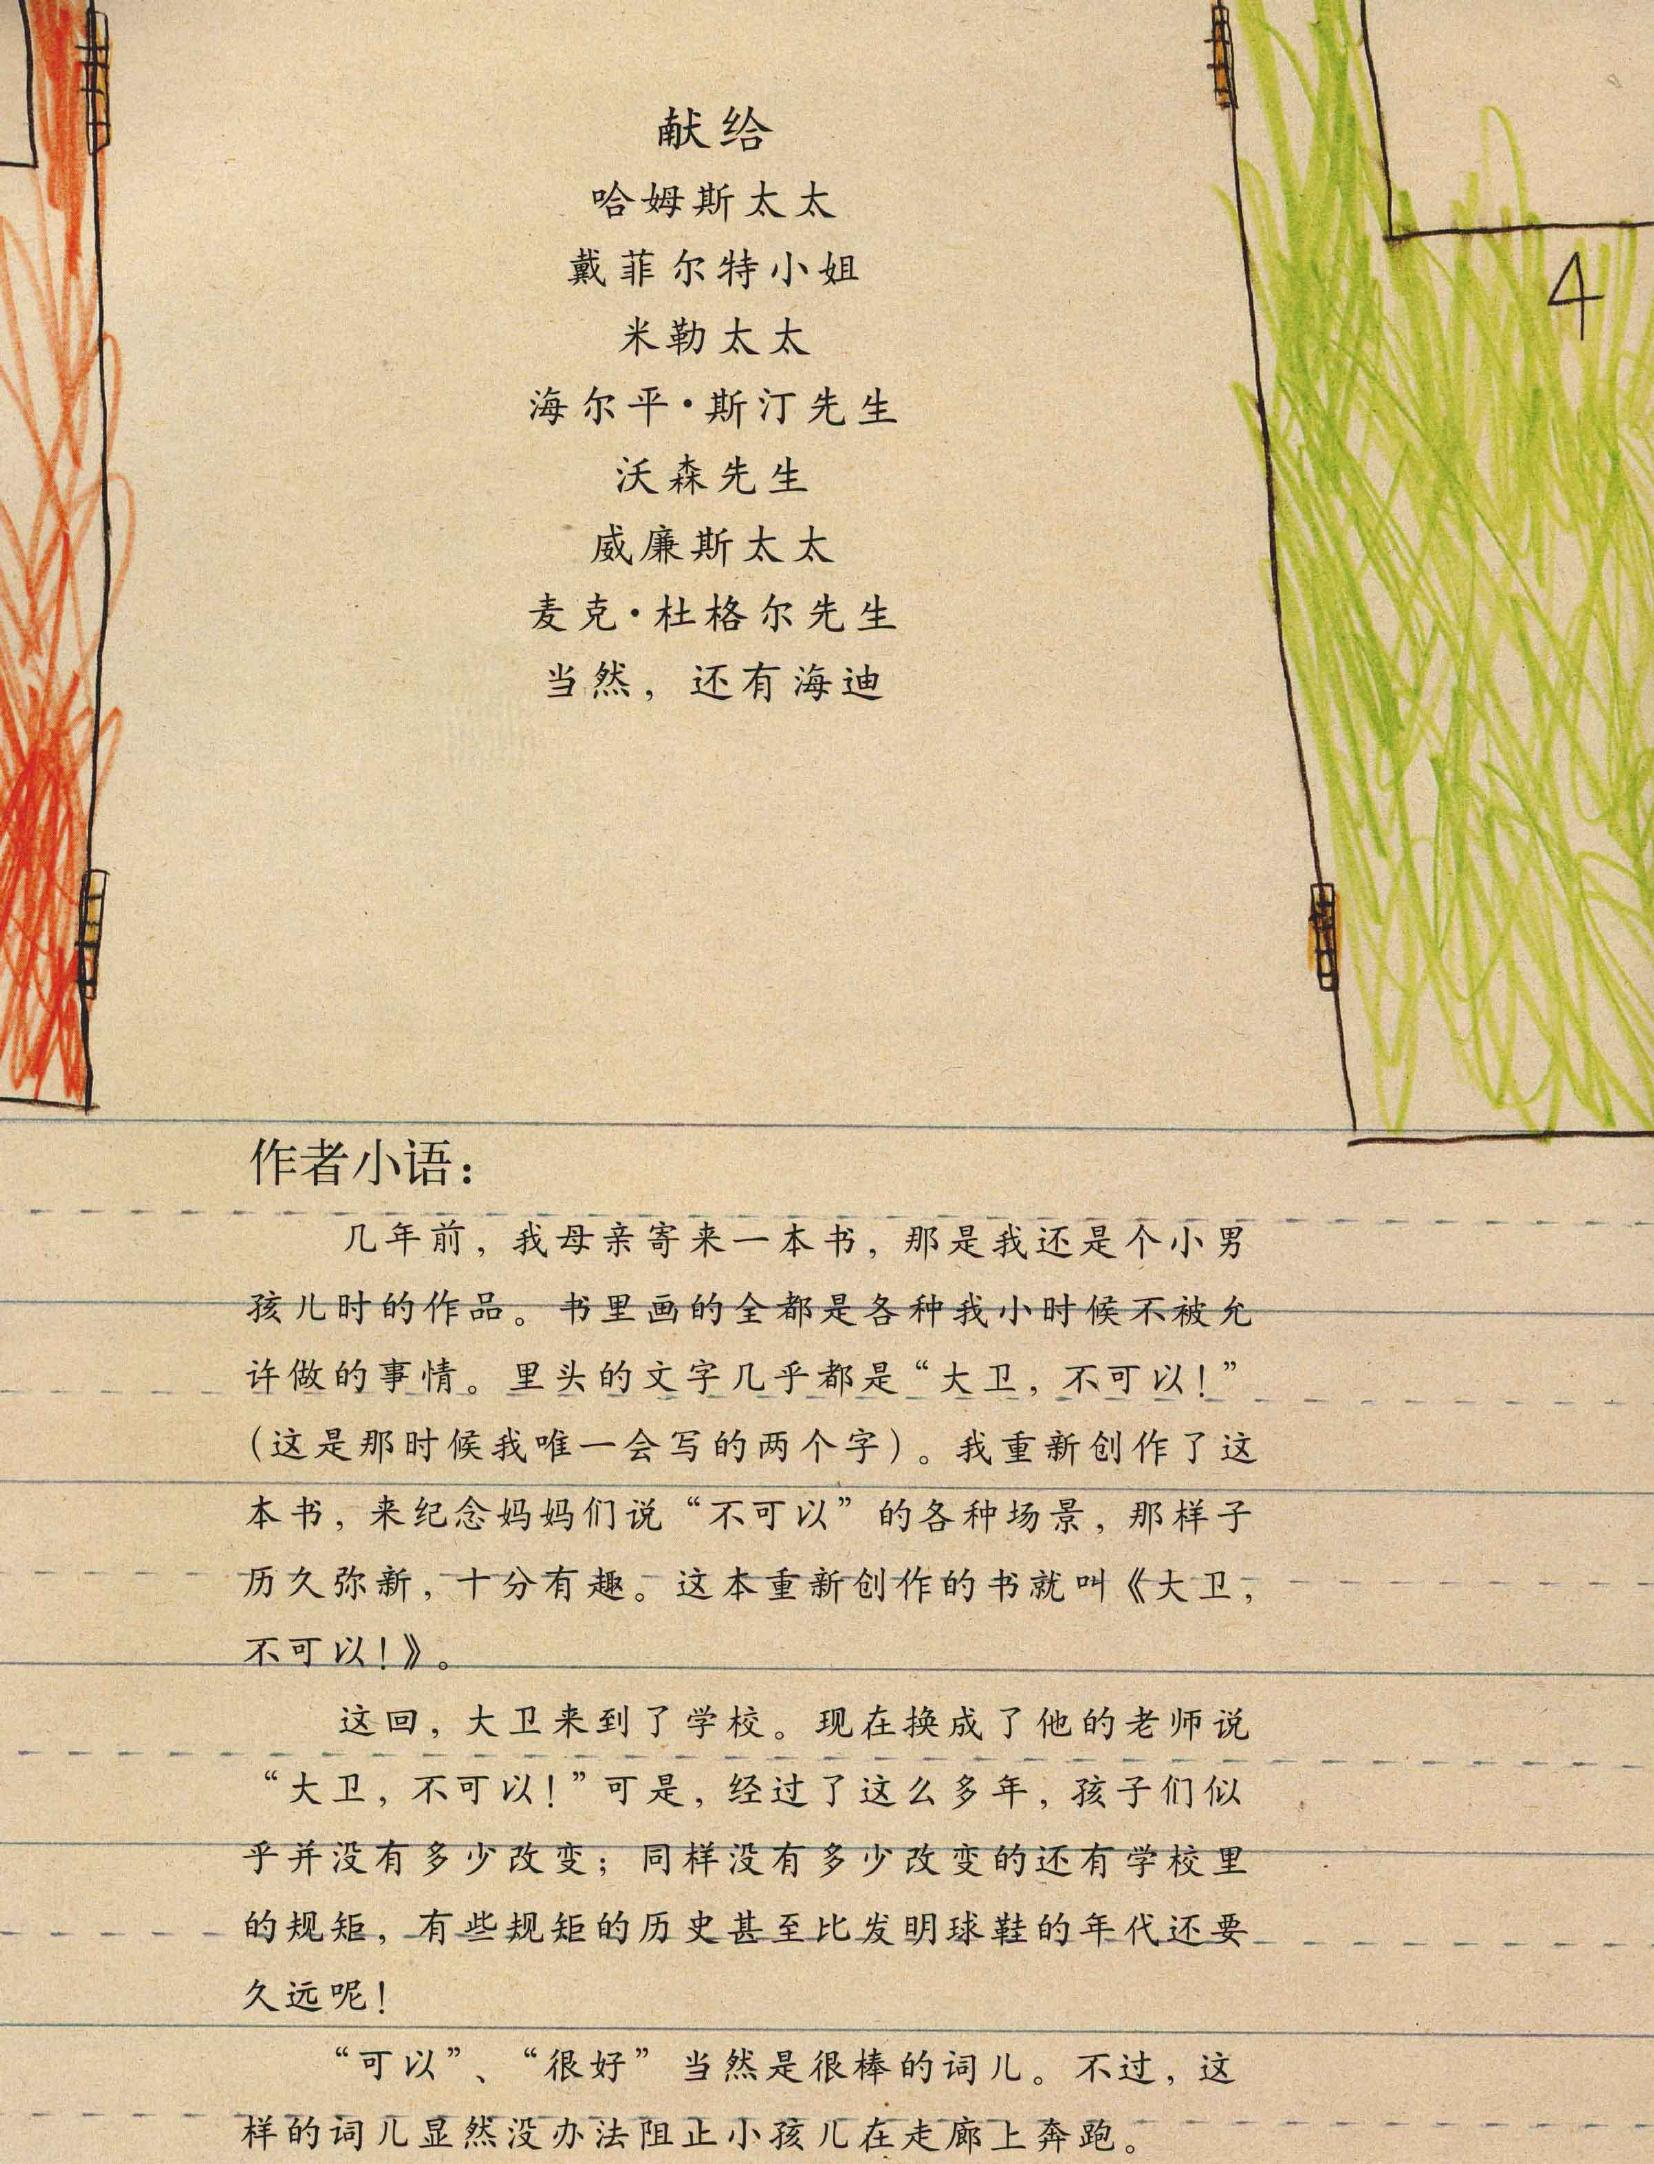 献给
哈姆斯太太
戴菲尔特小姐
米勒太太
海尔平·斯汀先生
沃森先生
威廉斯太太
麦克·杜格尔先生
当然，还有海迪
4
作者小语：
几年前，我母亲寄来一本书，那是我还是个小男
孩儿时的作品。书里画的全都是各种我小时候不被允
许做的事情。里头的文字几乎都是“大卫，不可以！”
（这是那时候我唯一会写的两个字）。我重新创作了这
本书，来纪念妈妈们说“不可以”的各种场景，那样子
历久弥新，十分有趣。这本重新创作的书就叫《大卫，
不可以！》。
这回，大卫来到了学校。现在换成了他的老师说
“大卫，不可以！”可是，经过了这么多年，孩子们似
乎并没有多少改变；同样没有多少改变的还有学校里
的规矩，有些规矩的历史甚至比发明球鞋的年代还要
久远呢！
“可以”、“很好”当然是很棒的词儿。不过，这
样的词儿显然没办法阻止小孩儿在走廊上奔跑。